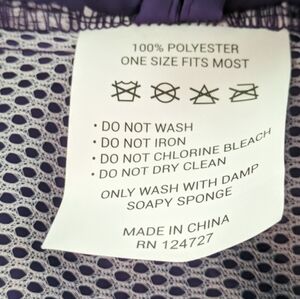 100% POLYESTER
ONE SIZE FITS MOST
• DO NOT WASH
• DO NOT IRON
• DO NOT CHLORINE BLEACH
• DO NOT DRY CLEAN
ONLY WASH WITH DAMP
SOAPY SPONGE
MADE IN CHINA
RN 124727